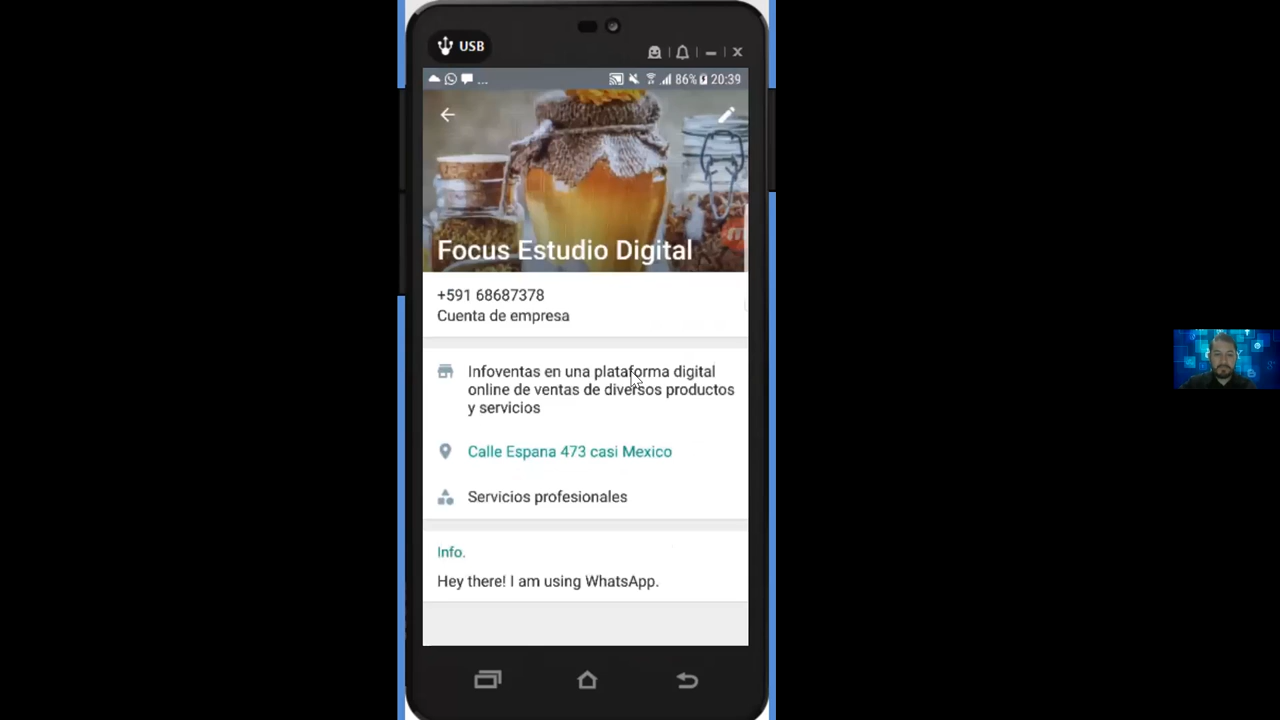 USB
...
86% 20:39
Focus Estudio Digital
+591 68687378
Cuenta de empresa
Infoventas en una plataforma digital
online de ventas de diversos productos
y servicios
Calle Espana 473 casi Mexico
Servicios profesionales
Info.
Hey there! I am using WhatsApp.